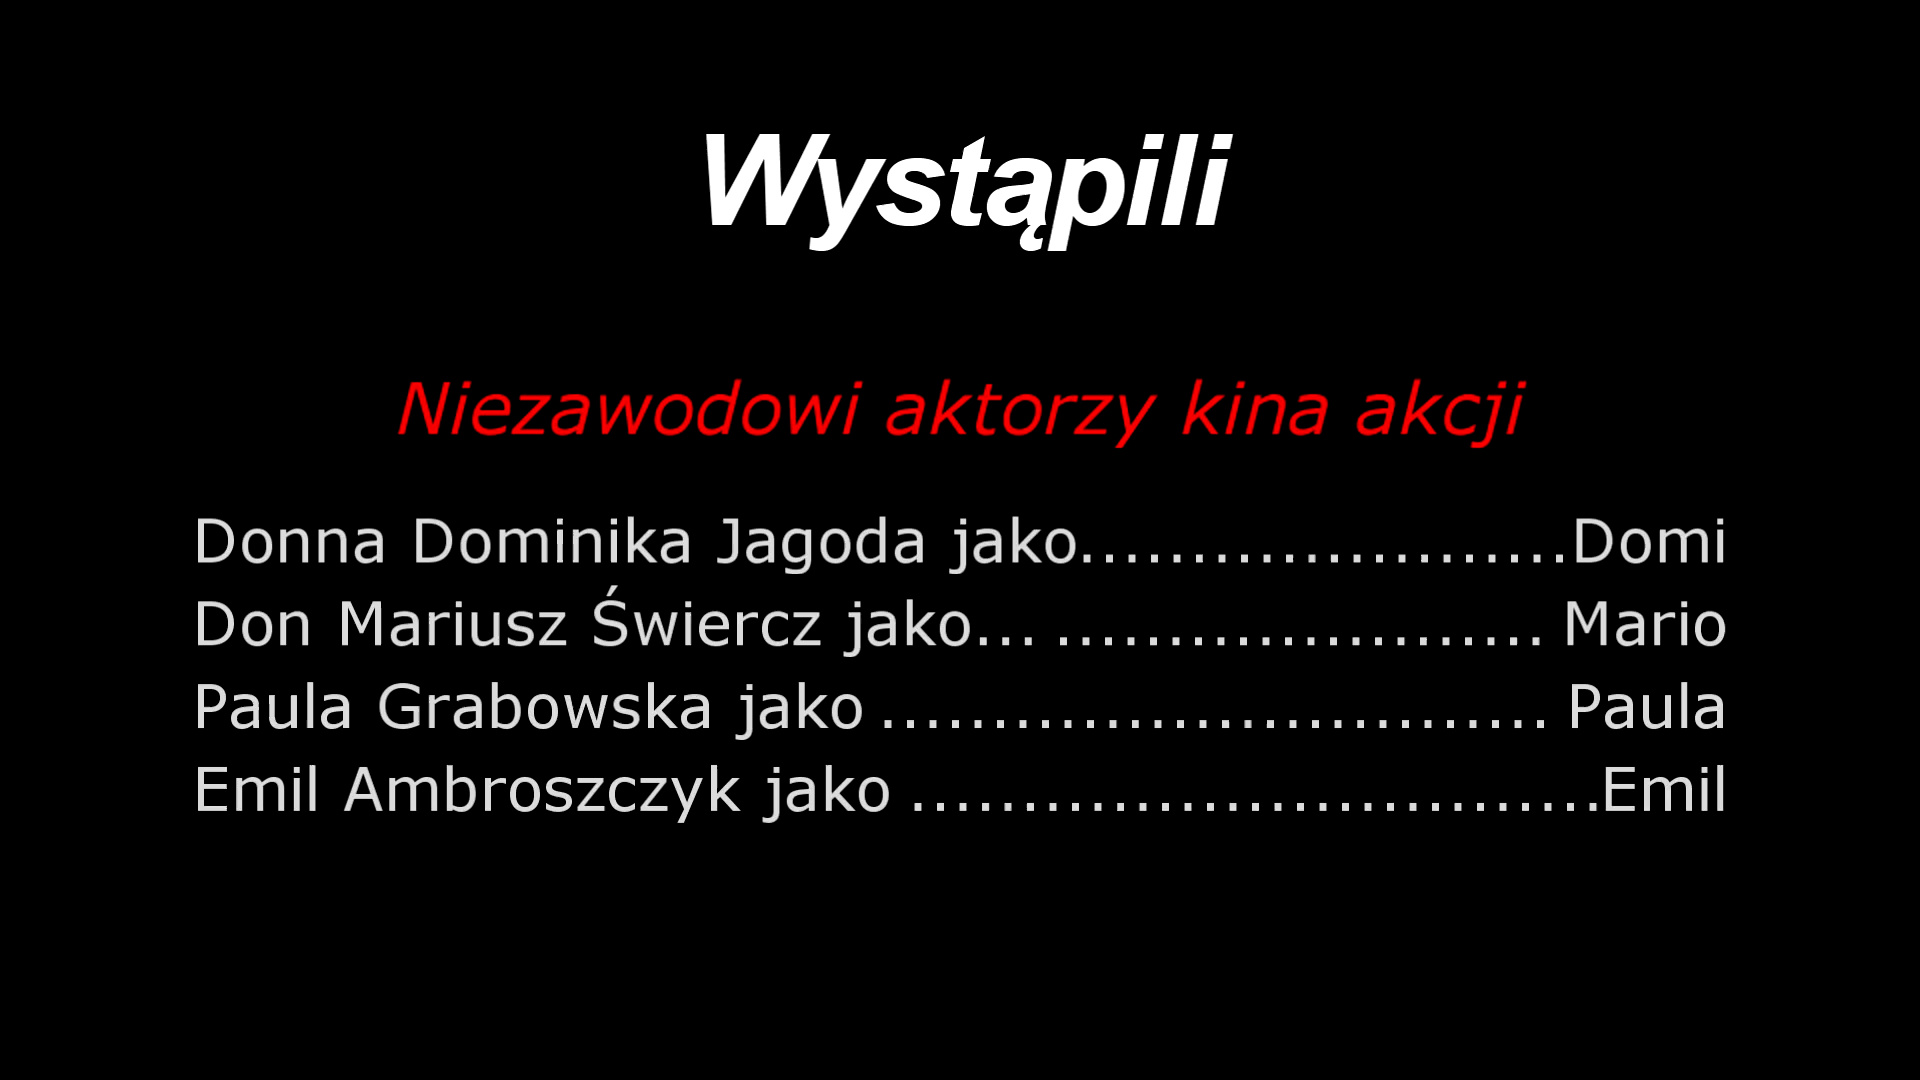 Wystąpili
Niezawodowi aktorzy kina akcji
Donna Dominika Jagoda jako......................Domi
Don Mariusz Świercz jako... ...................... Mario
Paula Grabowska jako .............................. Paula
Emil Ambroszczyk jako ...............................Emil